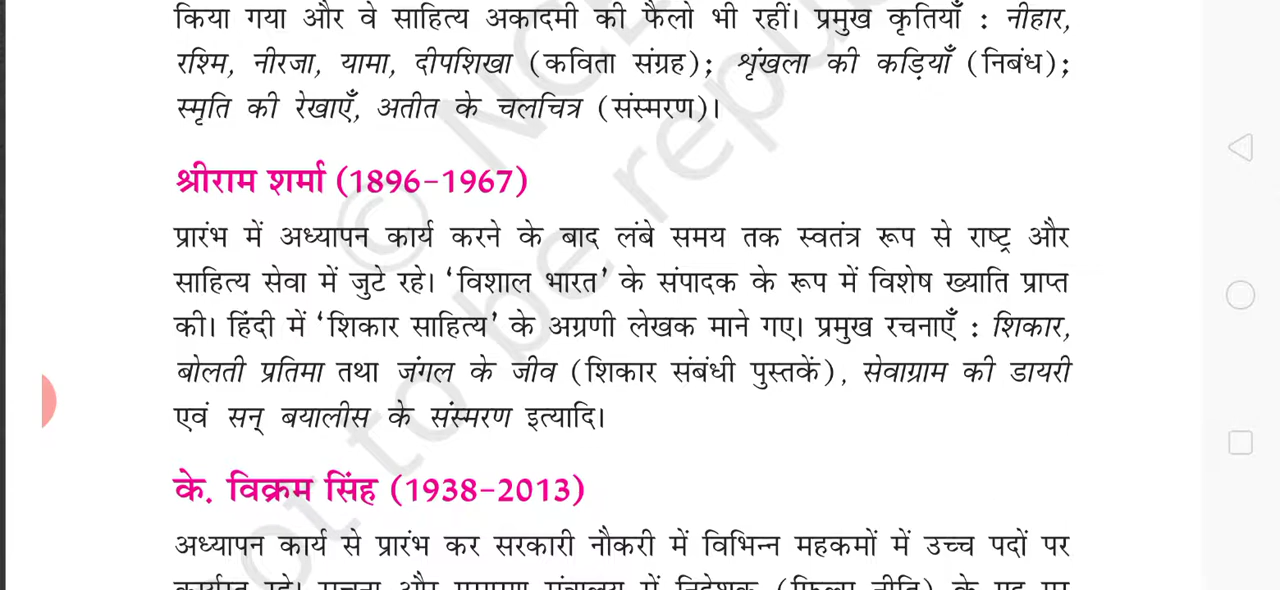 किया गया और वे साहित्य अकादमी की फैलो भी रहीं। प्रमुख कृतियाँ : नीहार,
रश्मि, नीरजा, यामा, दीपशिखा (कविता संग्रह); शृंखला की कड़ियाँ (निबंध);
स्मृति की रेखाएँ, अतीत के चलचित्र (संस्मरण)।
श्रीराम शर्मा (1896-1967)
प्रारंभ में अध्यापन कार्य करने के बाद लंबे समय तक स्वतंत्र रूप से राष्ट्र और
साहित्य सेवा में जुटे रहे। ‘विशाल भारत’ के संपादक के रूप में विशेष ख्याति प्राप्त
की। हिंदी में ‘शिकार साहित्य’ के अग्रणी लेखक माने गए। प्रमुख रचनाएँ : शिकार,
बोलती प्रतिमा तथा जंगल के जीव (शिकार संबंधी पुस्तकें), सेवाग्राम की डायरी
एवं सन् बयालीस के संस्मरण इत्यादि।
के. विक्रम सिंह (1938-2013)
अध्यापन कार्य से प्रारंभ कर सरकारी नौकरी में विभिन्न महकमों में उच्च पदों पर